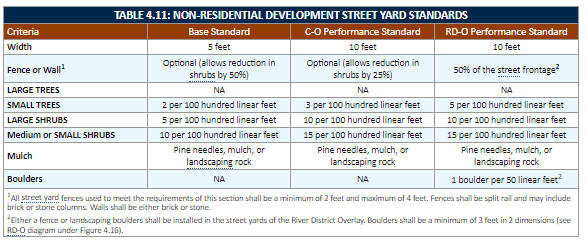 TABLE 4.11: NON-RESIDENTIAL DEVELOPMENT STREET YARD STANDARDS
Criteria Base Standard C-O Performance Standard RD-O Performance Standard
Width 5 feet 10 feet 10 feet
Fence or Wall1 Optional (allows reduction in shrubs by 50%) Optional (allows reduction in shrubs by 25%) 50% of the street frontage2
LARGE TREES NA NA NA
SMALL TREES 2 per 100 hundred linear feet 3 per 100 hundred linear feet 5 per 100 hundred linear feet
LARGE SHRUBS 5 per 100 hundred linear feet 10 per 100 hundred linear feet 10 per 100 hundred linear feet
Medium or SMALL SHRUBS 10 per 100 hundred linear feet 15 per 100 hundred linear feet 15 per 100 hundred linear feet
Mulch Pine needles, mulch, or landscaping rock Pine needles, mulch, or landscaping rock Pine needles, mulch, or landscaping rock
Boulders NA NA 1 boulder per 50 linear feet2
1All street yard fences used to meet the requirements of this section shall be a minimum of 2 feet and maximum of 4 feet. Fences shall be split rail and may include
brick or stone columns. Walls shall be either brick or stone.
2Either a fence or landscaping boulders shall be installed in the street yards of the River District Overlay. Boulders shall be a minimum of 3 feet in 2 dimensions (see
RD-O diagram under Figure 4.16).